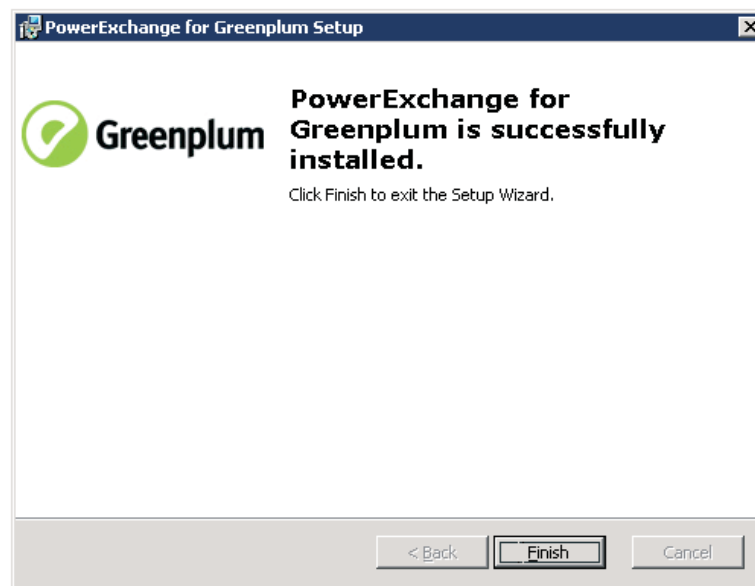 PowerExchange for Greenplum Setup
Greenplum
PowerExchange for
Greenplum is successfully
installed.
Click Finish to exit the Setup Wizard.
< Back
Finish
Cancel